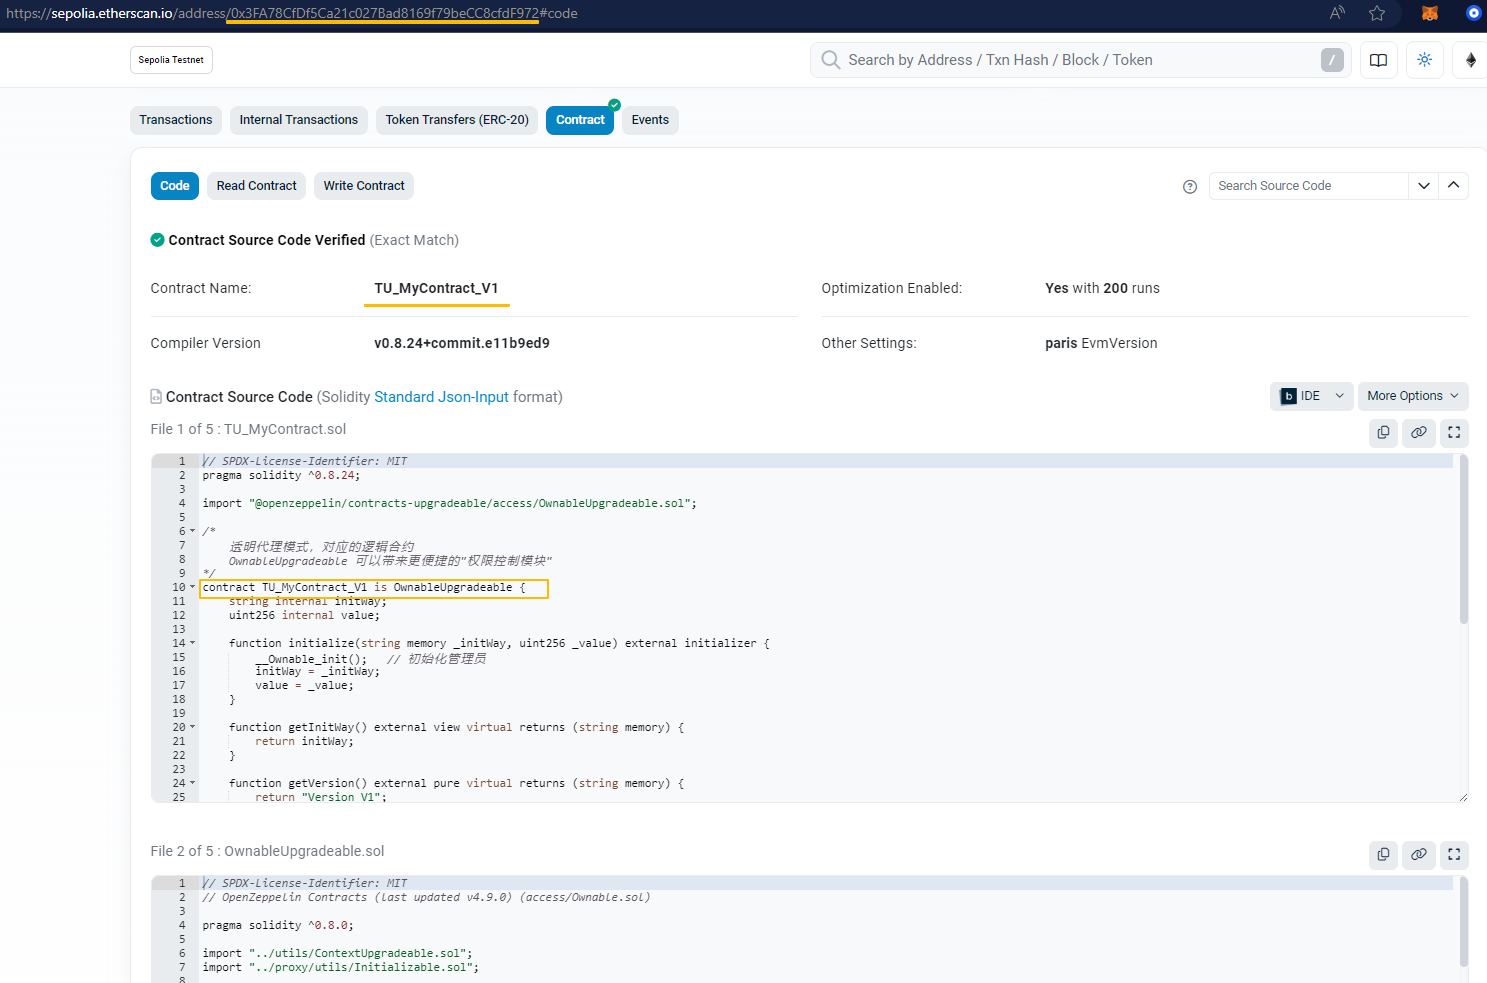 https://sepolia.etherscan.io/address/0x3FA78CfDf5Ca21c027Bad8169f79beCC8cfdF972#code
Sepolia Testnet
Search by Address / Txn Hash / Block / Token
/
Transactions
Internal Transactions
Token Transfers (ERC-20)
Contract
Events
Code
Read Contract
Write Contract
Search Source Code
Contract Source Code Verified (Exact Match)
Contract Name:
TU_MyContract_V1
Optimization Enabled:
Yes with 200 runs
Compiler Version
v0.8.24+commit.e11b9ed9
Other Settings:
paris EvmVersion
Contract Source Code (Solidity Standard Json-Input format)
IDE
More Options
File 1 of 5 : TU_MyContract.sol
1 // SPDX-License-Identifier: MIT
2 pragma solidity ^0.8.24;
3
4 import "@openzeppelin/contracts-upgradeable/access/OwnableUpgradeable.sol";
5
6 /*
7 透明代理模式，对应的逻辑合约
8 OwnableUpgradeable 可以带来更便捷的"权限控制模块"
9 */
10 contract TU_MyContract_V1 is OwnableUpgradeable {
11 string internal initWay;
12 uint256 internal value;
13
14 function initialize(string memory _initWay, uint256 _value) external initializer {
15 __Ownable_init(); // 初始化管理员
16 initWay = _initWay;
17 value = _value;
18 }
19
20 function getInitWay() external view virtual returns (string memory) {
21 return initWay;
22 }
23
24 function getVersion() external pure virtual returns (string memory) {
25 return "Version V1";
File 2 of 5 : OwnableUpgradeable.sol
1 // SPDX-License-Identifier: MIT
2 // OpenZeppelin Contracts (last updated v4.9.0) (access/Ownable.sol)
3
4 pragma solidity ^0.8.0;
5
6 import "../utils/ContextUpgradeable.sol";
7 import "../proxy/utils/Initializable.sol";
8